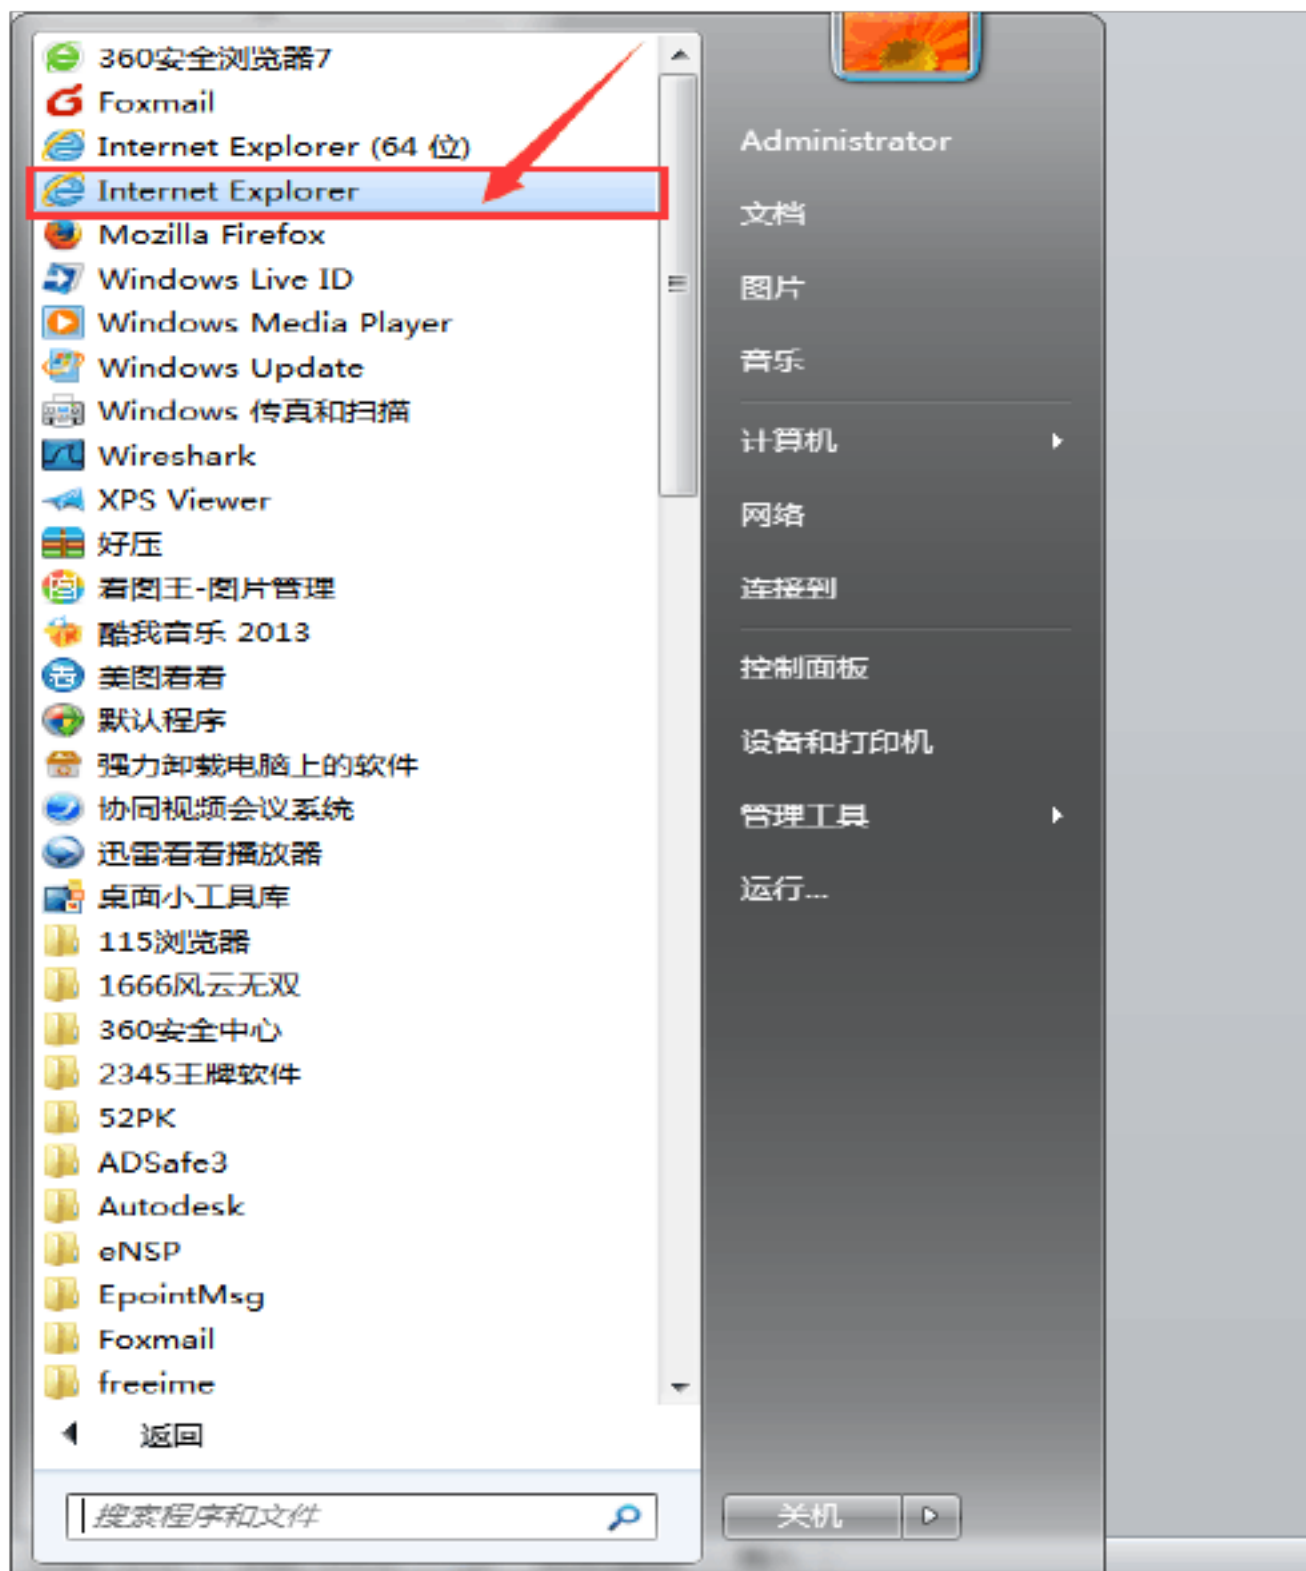 360安全浏览器7
Foxmail
Internet Explorer (64 位)
Internet Explorer
Mozilla Firefox
Windows Live ID
Windows Media Player
Windows Update
Windows 传真和扫描
Wireshark
XPS Viewer
好压
看图王-图片管理
酷我音乐 2013
美图看看
默认程序
强力卸载电脑上的软件
协同视频会议系统
迅雷看看播放器
桌面小工具库
115浏览器
1666风云无双
360安全中心
2345王牌软件
52PK
ADSafe3
Autodesk
eNSP
EpointMsg
Foxmail
freeime
返回
搜索程序和文件
Administrator
文档
图片
音乐
计算机
网络
连接到
控制面板
设备和打印机
管理工具
运行...
关机